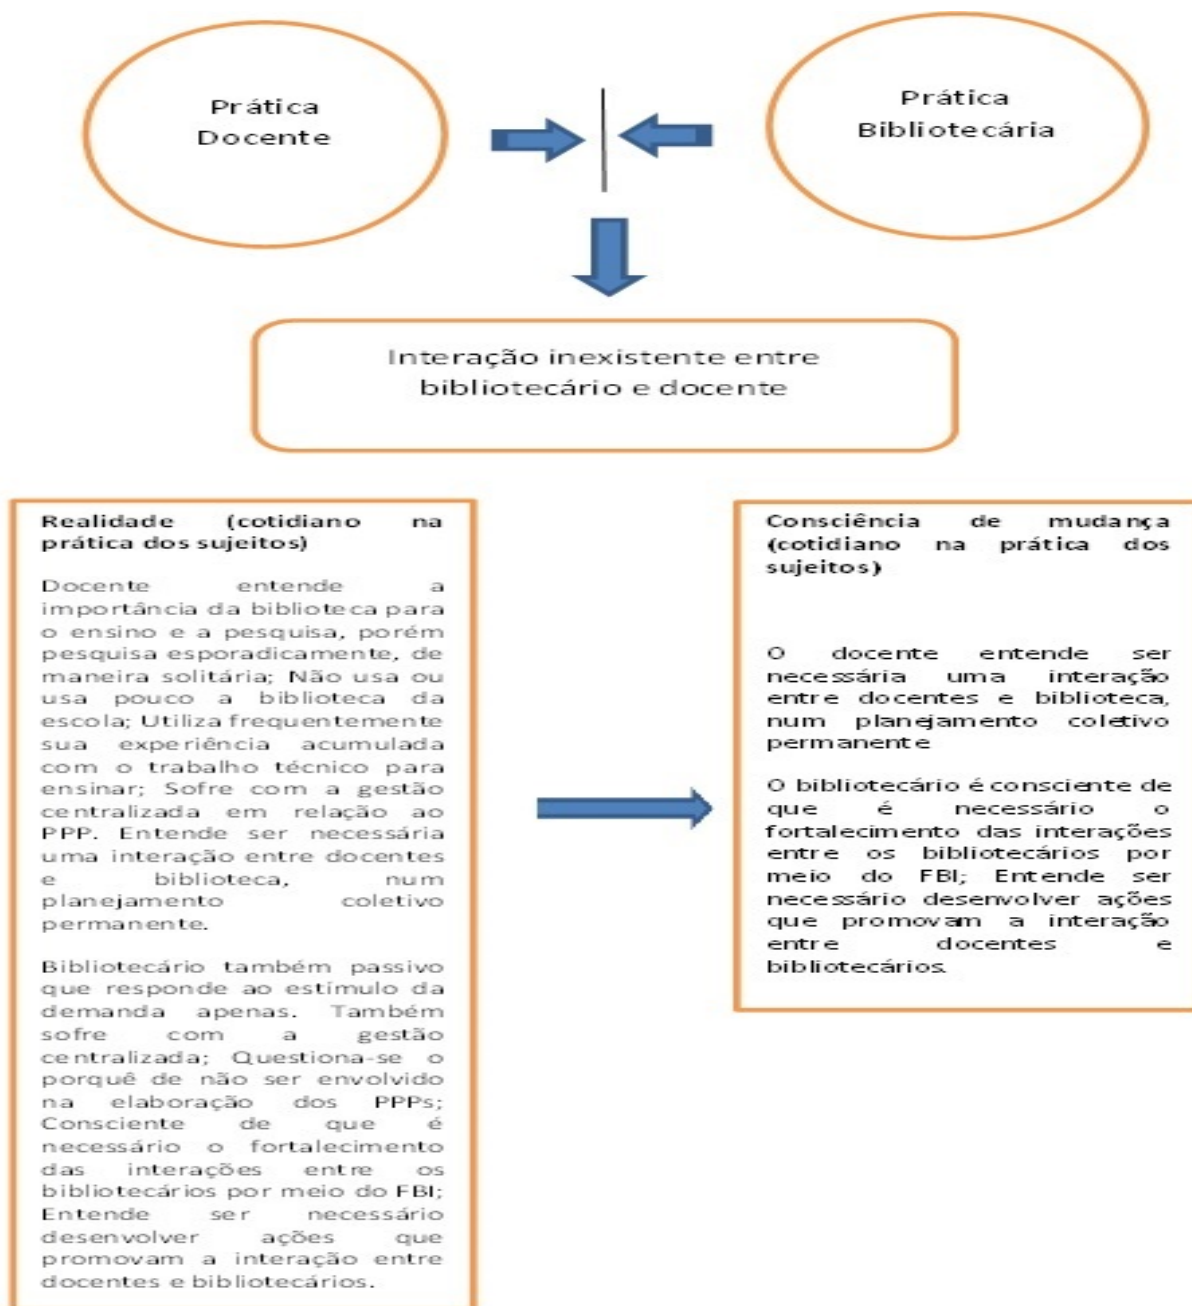 Prática
Docente
Prática
Bibliotecária
Interação inexistente entre
bibliotecário e docente
Realidade (cotidiano na
prática dos sujeitos)
Docente entende a
importância da biblioteca para
o ensino e a pesquisa, porém
pesquisa esporadicamente, de
maneira solitária; Não usa ou
usa pouco a biblioteca da
escola; Utiliza frequentemente
sua experiência acumulada
com o trabalho técnico para
ensinar; Sofre com a gestão
centralizada em relação ao
PPP. Entende ser necessária
uma interação entre docentes
e biblioteca, num
planejamento coletivo
permanente.
Bibliotecário também passivo
que responde ao estímulo da
demanda apenas. Também
sofre com a gestão
centralizada; Questiona-se o
porquê de não ser envolvido
na elaboração dos PPPs;
Consciente de que é
necessário o fortalecimento
das interações entre os
bibliotecários por meio do FBI;
Entende ser necessário
desenvolver ações que
promovam a interação entre
docentes e bibliotecários.
Consciência de mudança
(cotidiano na prática dos
sujeitos)
O docente entende ser
necessária uma interação
entre docentes e biblioteca,
num planejamento coletivo
permanente
O bibliotecário é consciente de
que é necessário o
fortalecimento das interações
entre os bibliotecários por
meio do FBI; Entende ser
necessário desenvolver ações
que promovam a interação
entre docentes e
bibliotecários.